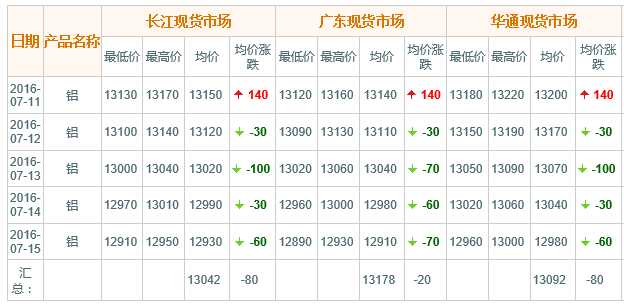 日期 产品名称 长江现货市场 广东现货市场 华通现货市场
最低价 最高价 均价 均价涨跌 最低价 最高价 均价 均价涨跌 最低价 最高价 均价 均价涨跌
2016-07-11 铝 13130 13170 13150 140 13120 13160 13140 140 13180 13220 13200 140
2016-07-12 铝 13100 13140 13120 -30 13090 13130 13110 -30 13150 13190 13170 -30
2016-07-13 铝 13000 13040 13020 -100 13020 13060 13040 -70 13050 13090 13070 -100
2016-07-14 铝 12970 13010 12990 -30 12960 13000 12980 -60 13020 13060 13040 -30
2016-07-15 铝 12910 12950 12930 -60 12890 12930 12910 -70 12960 13000 12980 -60
汇总： 13042 -80 13178 -20 13092 -80